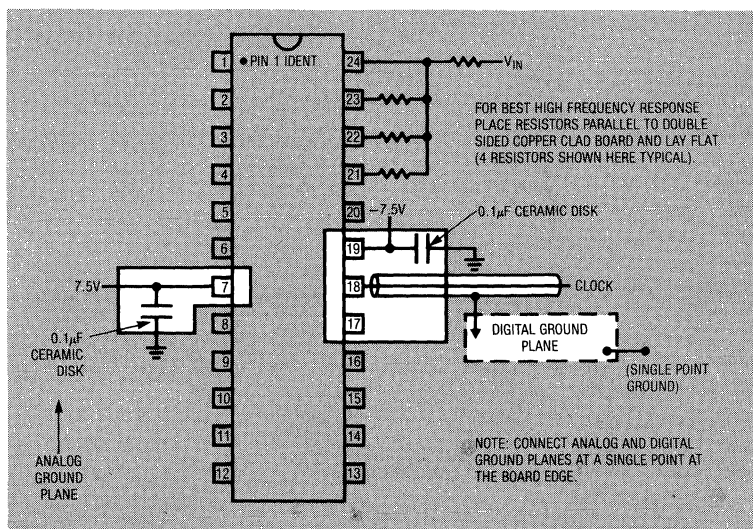 1
PIN 1 IDENT
24
V_IN
2
23
FOR BEST HIGH FREQUENCY RESPONSE
PLACE RESISTORS PARALLEL TO DOUBLE
SIDED COPPER CLAD BOARD AND LAY FLAT
(4 RESISTORS SHOWN HERE TYPICAL).
3
22
4
21
5
20
–7.5V
0.1µF CERAMIC DISK
6
19
7.5V
7
18
CLOCK
8
17
DIGITAL GROUND
PLANE
0.1µF
CERAMIC
DISK
9
16
(SINGLE POINT
GROUND)
10
15
11
14
12
13
ANALOG
GROUND
PLANE
NOTE: CONNECT ANALOG AND DIGITAL
GROUND PLANES AT A SINGLE POINT AT
THE BOARD EDGE.